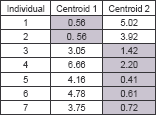 Individual Centroid 1 Centroid 2
1 0.56 5.02
2 0. 56 3.92
3 3.05 1.42
4 6.66 2.20
5 4.16 0.41
6 4.78 0.61
7 3.75 0.72